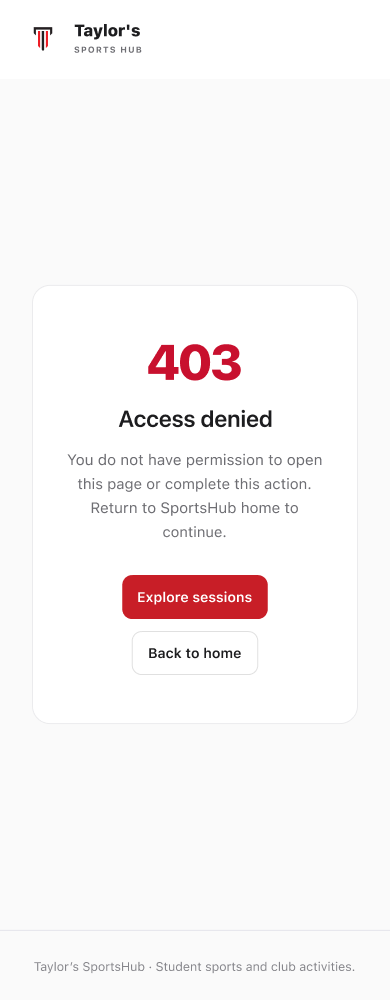 Taylor's
SPORTS HUB
403
Access denied
You do not have permission to open
this page or complete this action.
Return to SportsHub home to
continue.
Explore sessions
Back to home
Taylor's SportsHub · Student sports and club activities.